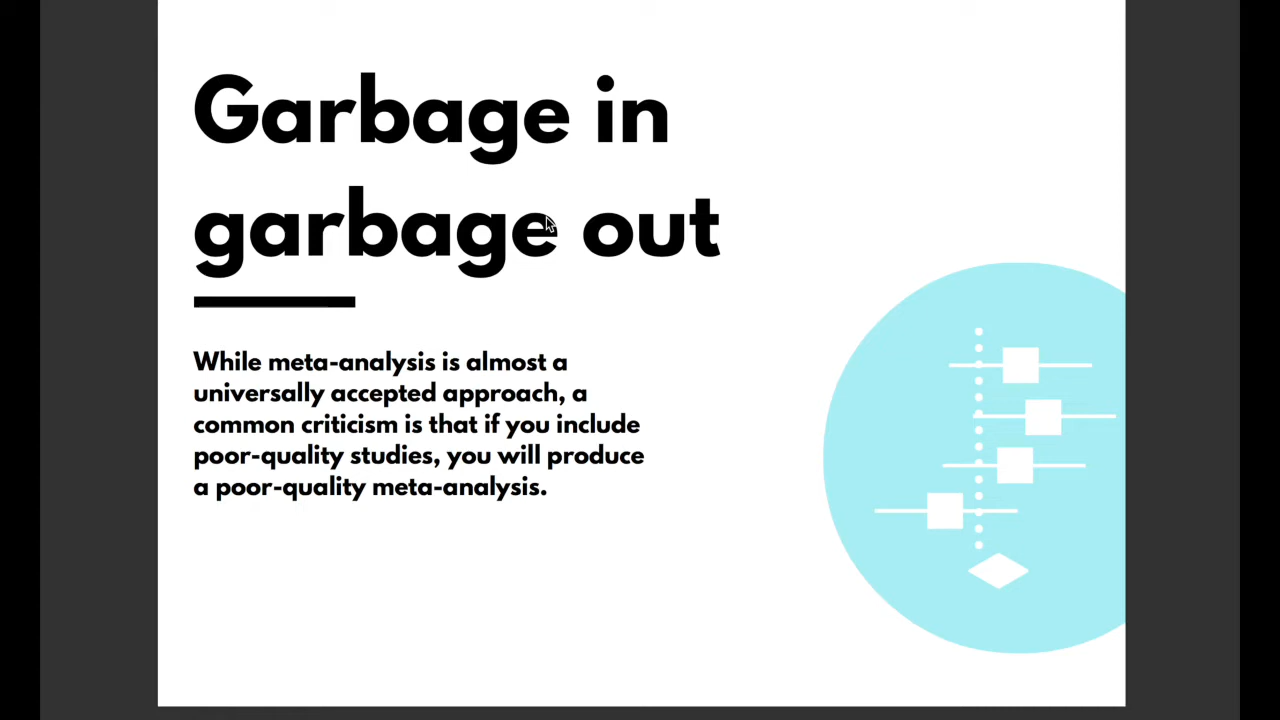 Garbage in
garbage out
While meta-analysis is almost a
universally accepted approach, a
common criticism is that if you include
poor-quality studies, you will produce
a poor-quality meta-analysis.